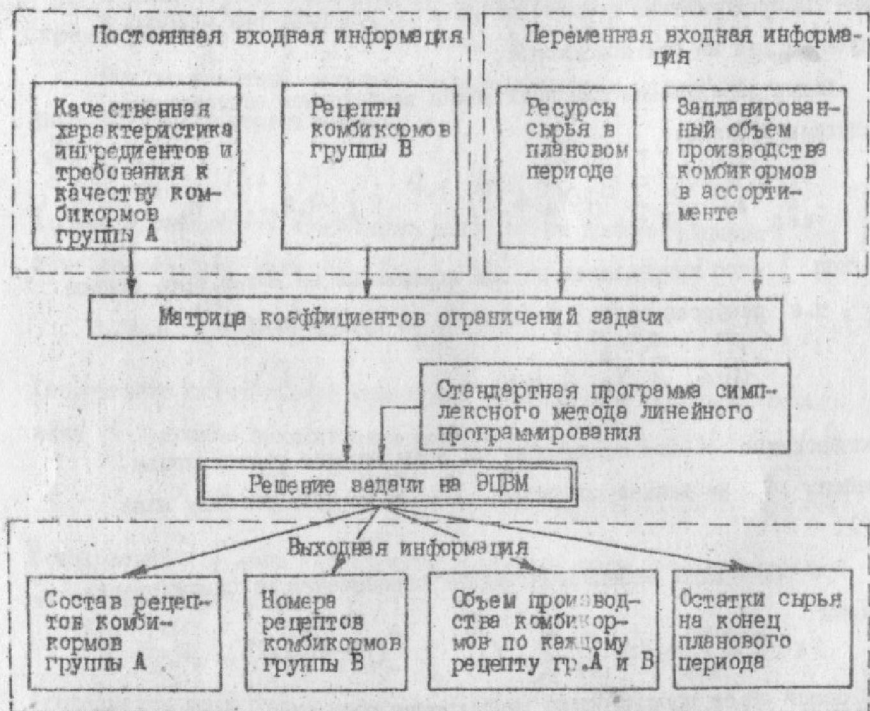 Постоянная входная информация
Переменная входная информа-
ция
Качественная
характеристика
ингредиентов и
требования к
качеству ком-
бикормов
группы А
Рецепты
комбикормов
группы В
Ресурсы
сырья в
плановом
периоде
Запланирован-
ный объем
производства
комбикормов
в ассорти-
менте
Матрица коэффициентов ограничений задачи
Стандартная программа симп-
лексного метода линейного
программирования
Решение задачи на ЭЦВМ
Выходная информация
Состав рецеп-
тов комби-
кормов
группы А
Номера
рецептов
комбикормов
группы В
Объем производ-
ства комбикор-
мов по каждому
рецепту гр.А и В
Остатки сырья
на конец
планового
периода